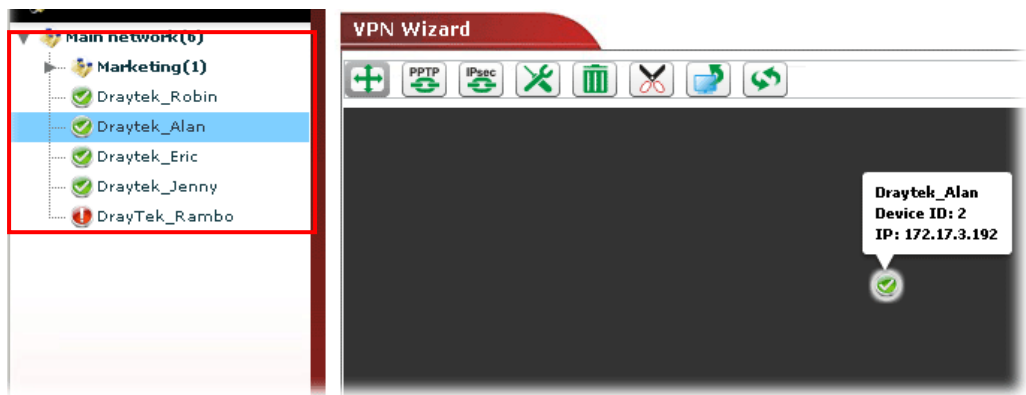 Main network(6)
Marketing(1)
Draytek_Robin
Draytek_Alan
Draytek_Eric
Draytek_Jenny
DrayTek_Rambo
VPN Wizard
PPTP
IPsec
Draytek_Alan
Device ID: 2
IP: 172.17.3.192